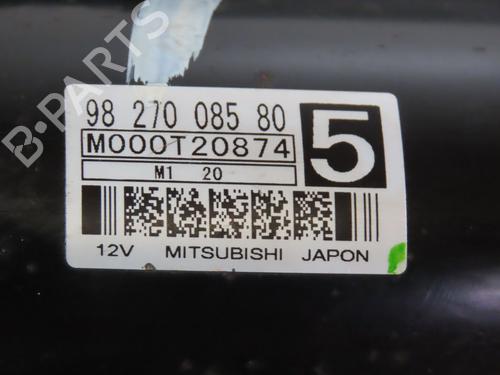 B-PARTS
98 270 085 80
M000T20874
5
M1 20
12V MITSUBISHI JAPON